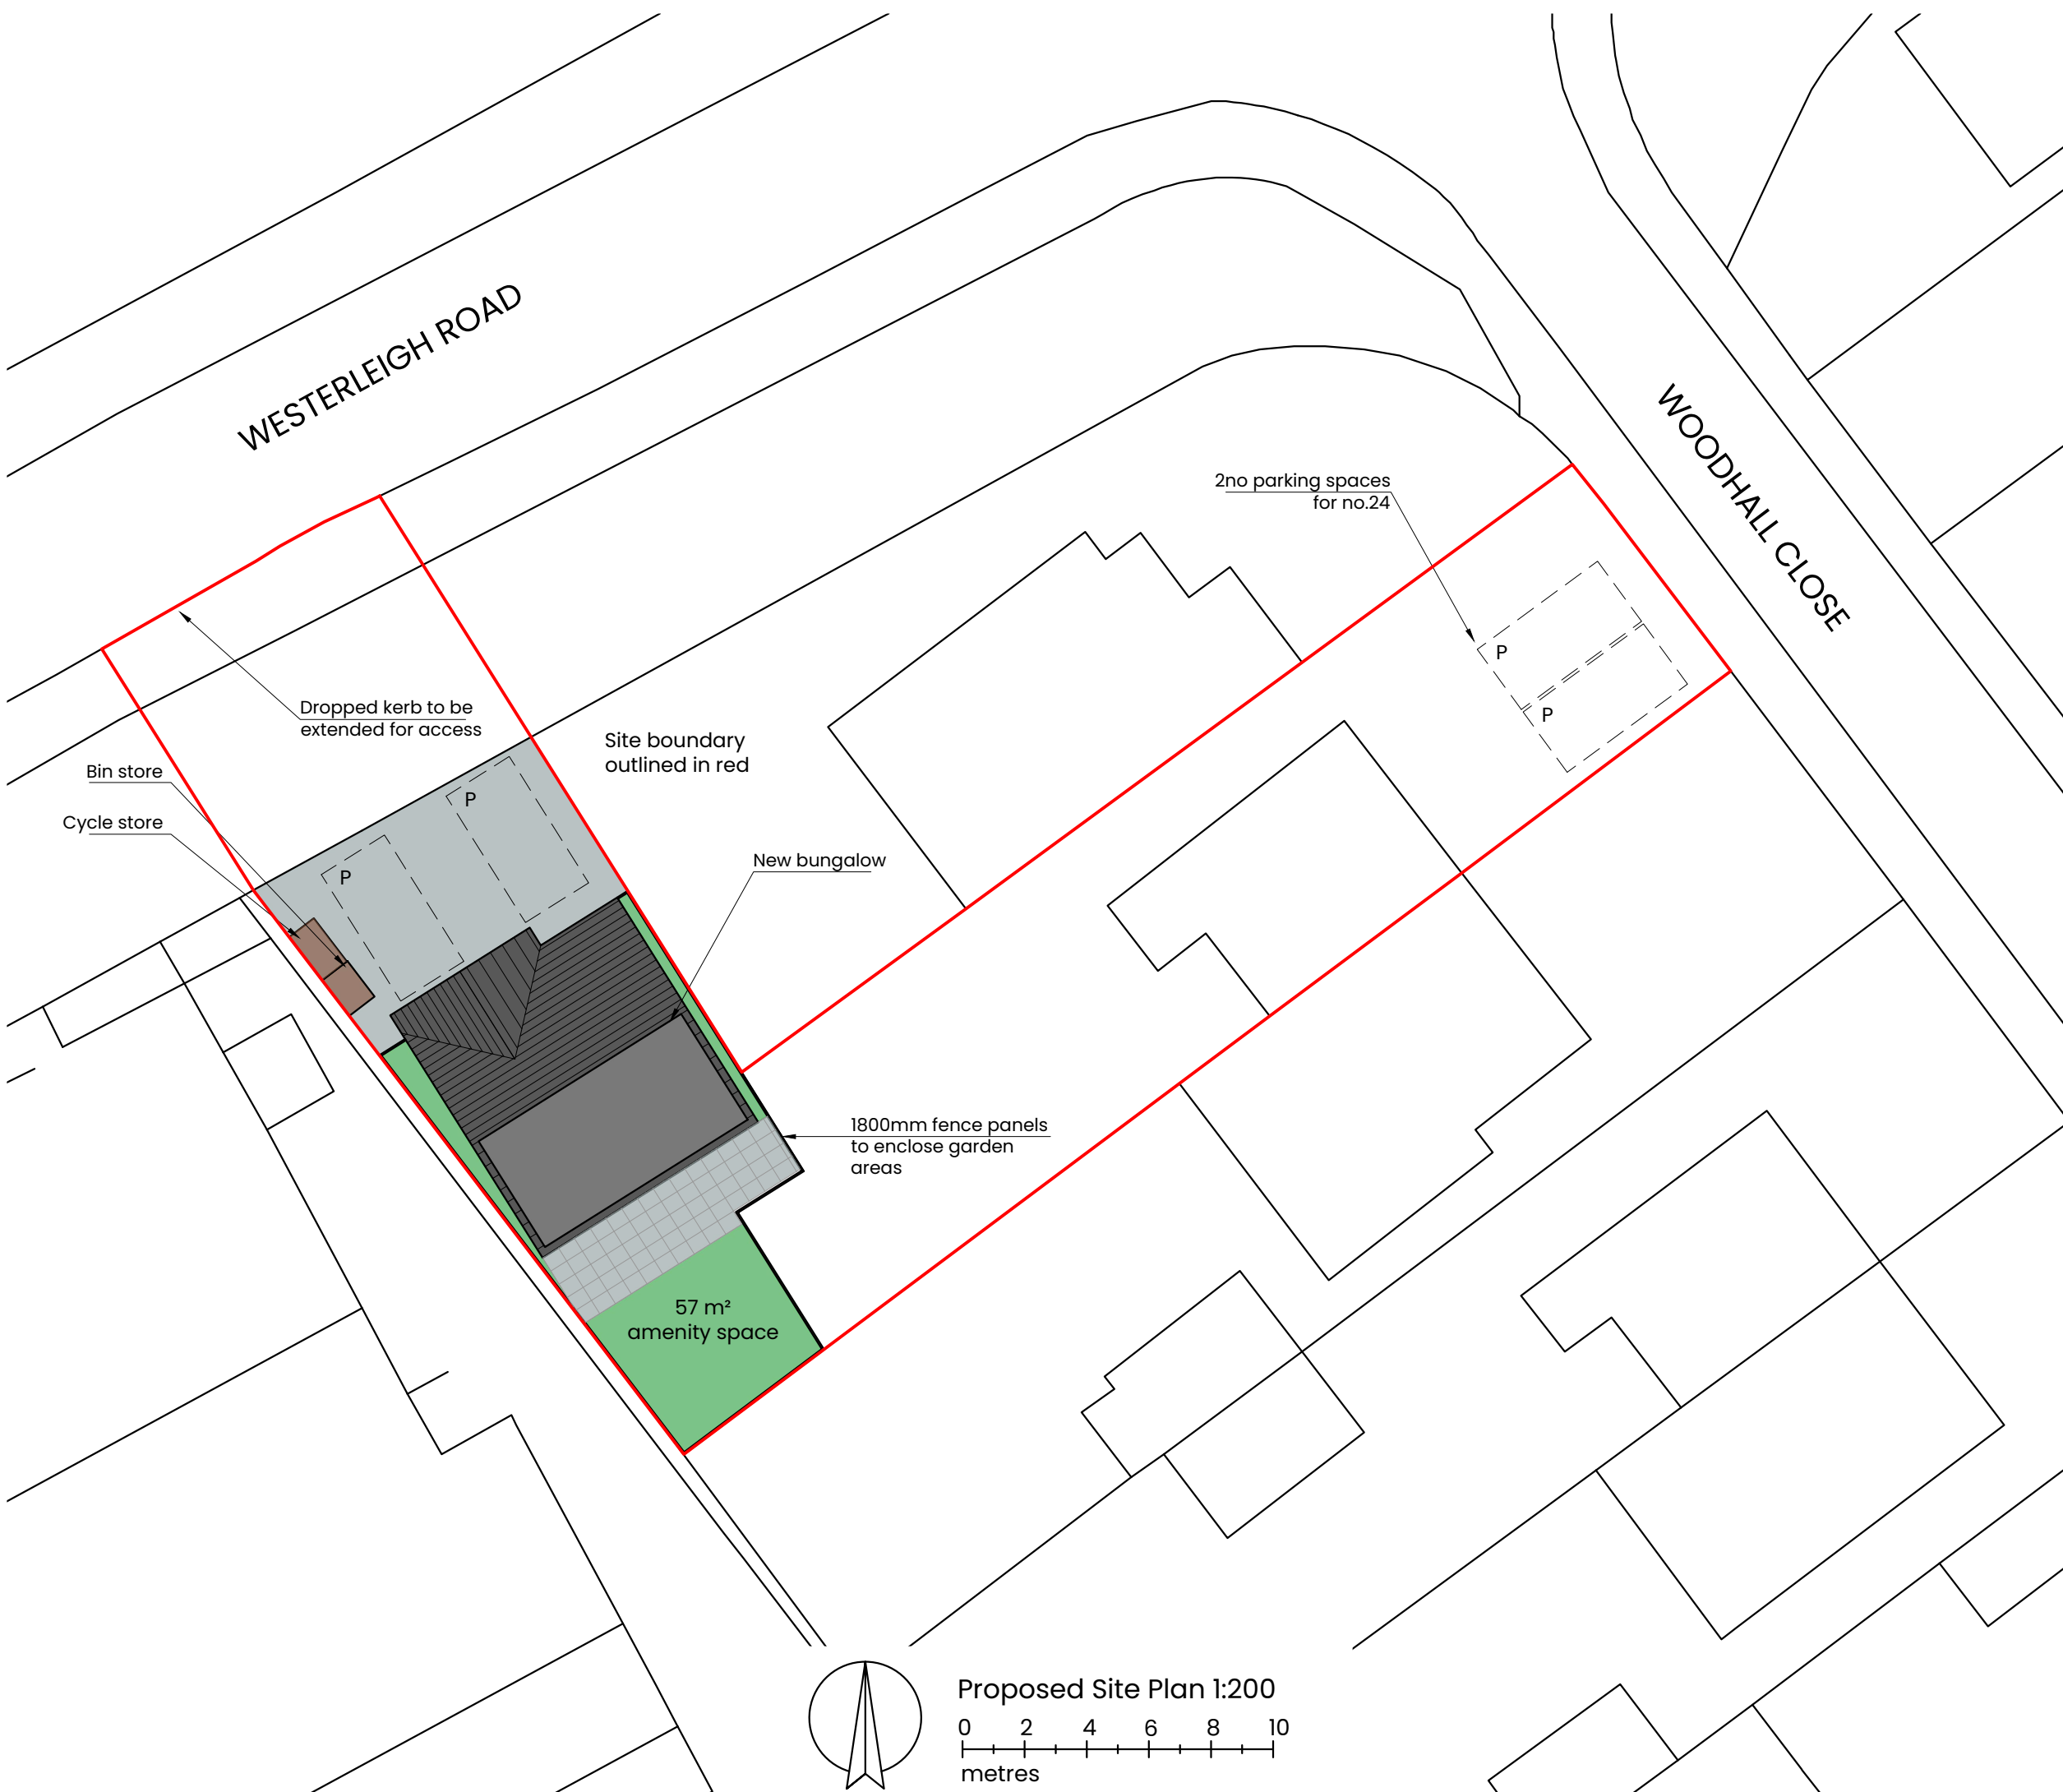 WESTERLEIGH ROAD
WOODHALL CLOSE
2no parking spaces
for no.24
P
P
Dropped kerb to be
extended for access
Site boundary
outlined in red
Bin store
Cycle store
P
P
New bungalow
1800mm fence panels
to enclose garden
areas
57 m²
amenity space
Proposed Site Plan 1:200
0 2 4 6 8 10
metres